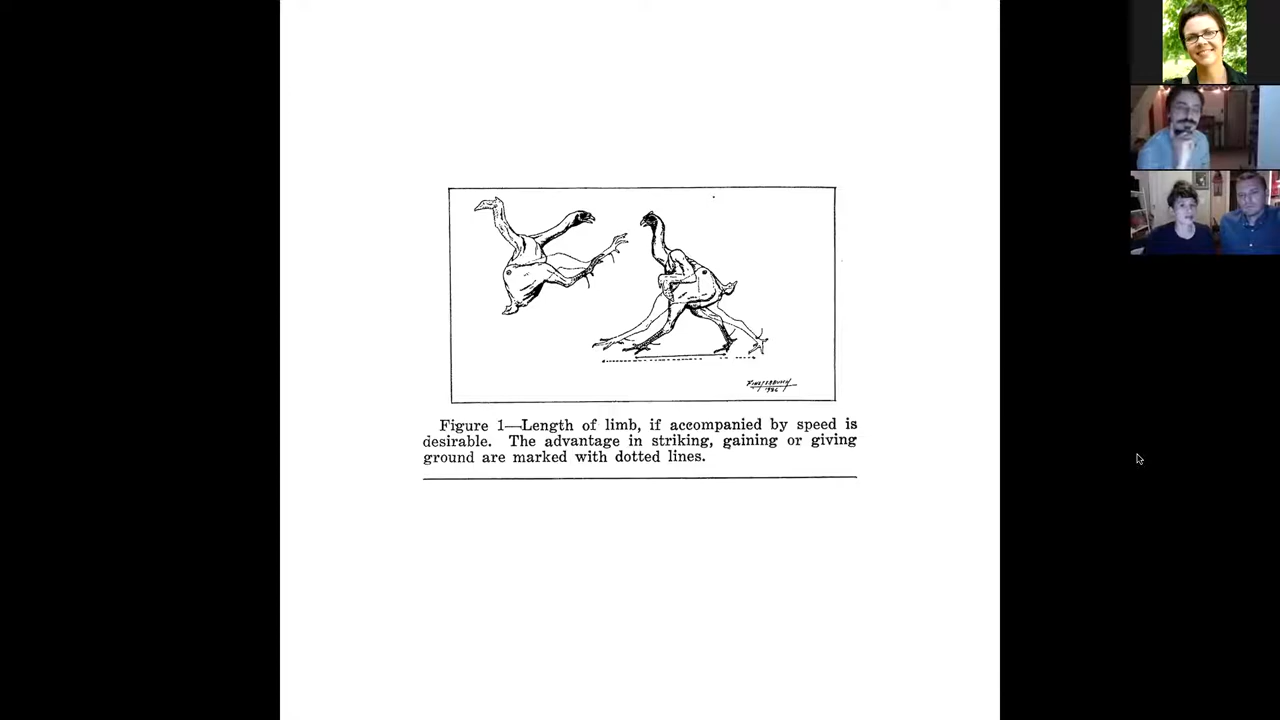 Figure 1—Length of limb, if accompanied by speed is
desirable. The advantage in striking, gaining or giving
ground are marked with dotted lines.